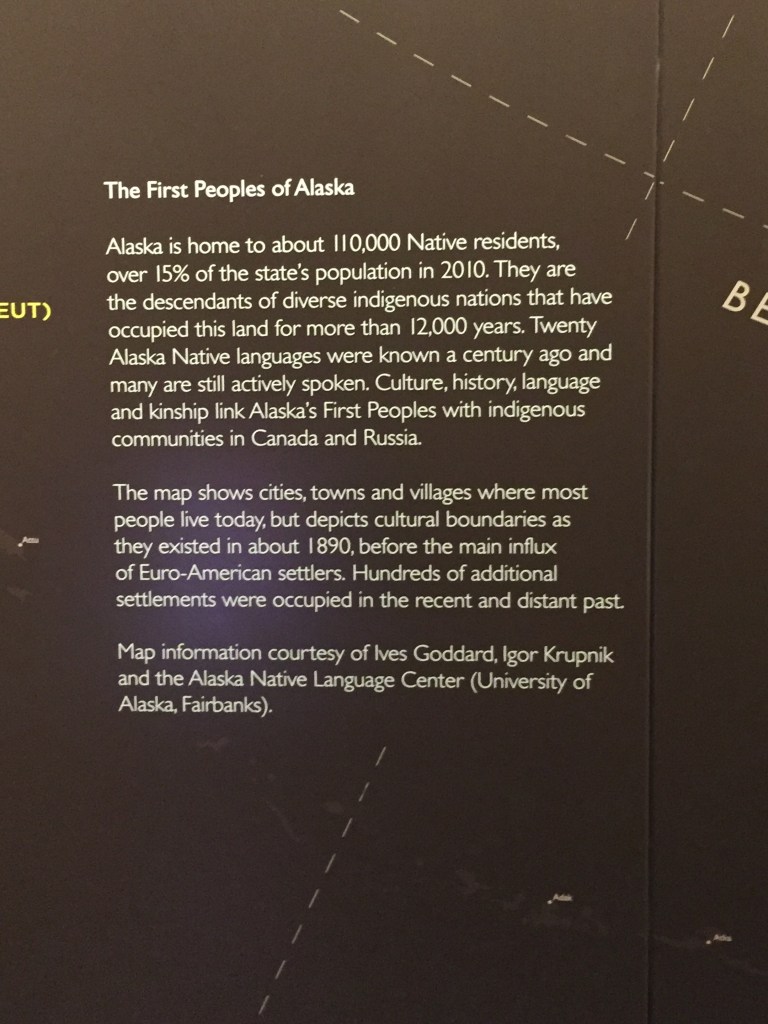 The First Peoples of Alaska
Alaska is home to about 110,000 Native residents,
over 15% of the state's population in 2010. They are
the descendants of diverse indigenous nations that have
occupied this land for more than 12,000 years. Twenty
Alaska Native languages were known a century ago and
many are still actively spoken. Culture, history, language
and kinship link Alaska's First Peoples with indigenous
communities in Canada and Russia.
The map shows cities, towns and villages where most
people live today, but depicts cultural boundaries as
they existed in about 1890, before the main influx
of Euro-American settlers. Hundreds of additional
settlements were occupied in the recent and distant past.
Map information courtesy of Ives Goddard, Igor Krupnik
and the Alaska Native Language Center (University of
Alaska, Fairbanks).
EUT)
BE
Attu
Adak
Atka